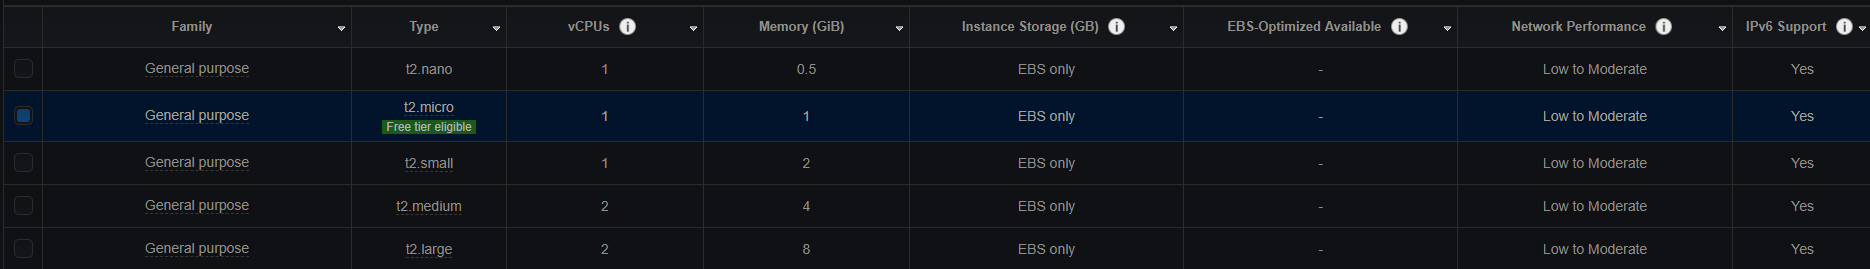 Family Type vCPUs i Memory (GiB) Instance Storage (GB) i EBS-Optimized Available i Network Performance i IPv6 Support i
General purpose t2.nano 1 0.5 EBS only - Low to Moderate Yes
General purpose t2.micro 1 1 EBS only - Low to Moderate Yes
Free tier eligible
General purpose t2.small 1 2 EBS only - Low to Moderate Yes
General purpose t2.medium 2 4 EBS only - Low to Moderate Yes
General purpose t2.large 2 8 EBS only - Low to Moderate Yes